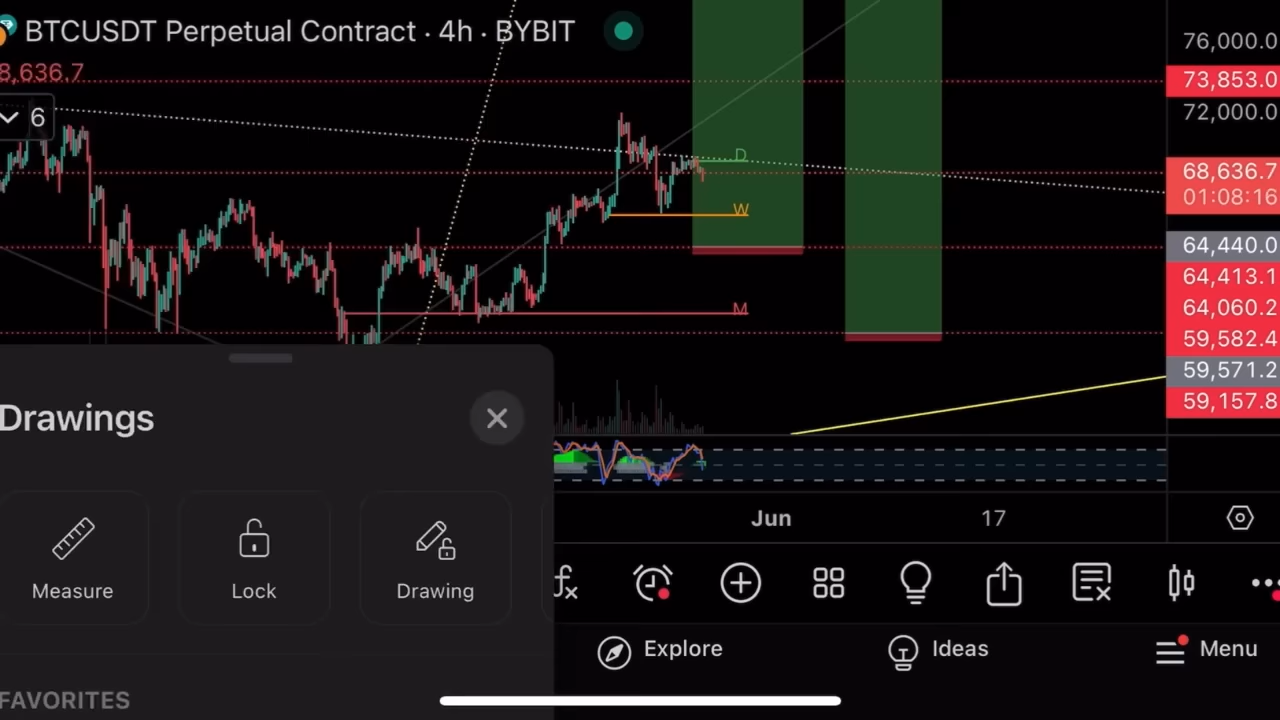 BTCUSDT Perpetual Contract · 4h · BYBIT
8,636.7
6
D
W
M
76,000.0
73,853.0
72,000.0
68,636.7
01:08:16
64,440.0
64,413.1
64,060.2
59,582.4
59,571.2
59,157.8
Jun
17
Drawings
Measure
Lock
Drawing
FAVORITES
fx
Explore
Ideas
Menu